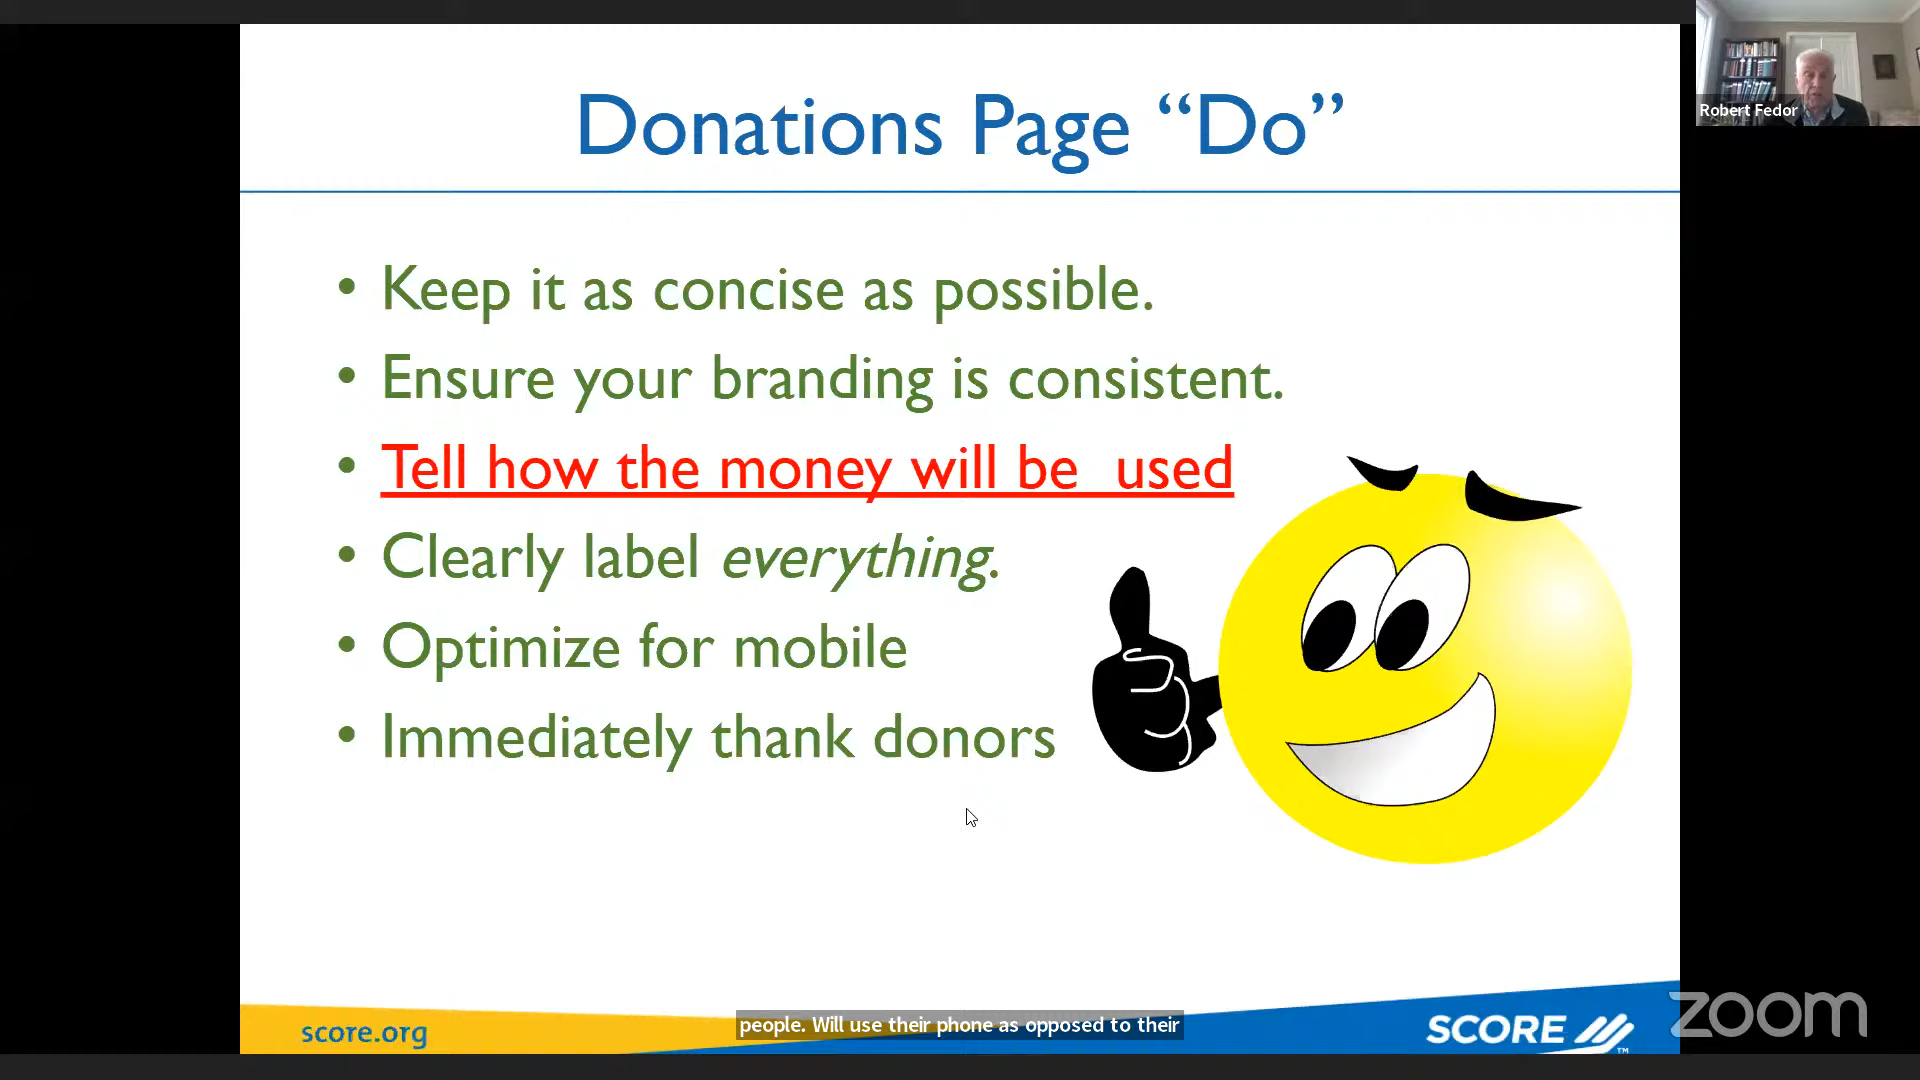 Donations Page “Do”
Robert Fedor
• Keep it as concise as possible.
• Ensure your branding is consistent.
• Tell how the money will be  used
• Clearly label everything.
• Optimize for mobile
• Immediately thank donors
people. Will use their phone as opposed to their
score.org
SCORE ™
zoom